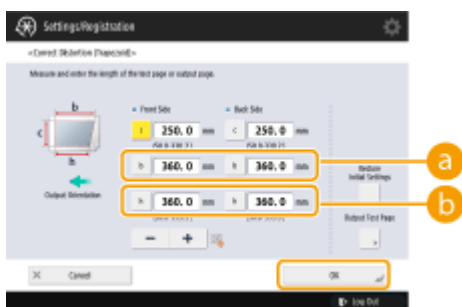 Settings/Registration
<Correct Distortion (Trapezoid)>
Measure and enter the length of the test page or output page.
b
Front Side
Back Side
c
250. 0 mm
c 250. 0 mm
h
b 360. 0 mm
b 360. 0 mm
a
Output Orientation
Restore
Initial Settings
h 360. 0 mm
h 360. 0 mm
b
Output Test Page
- +
Cancel
OK
Log Out